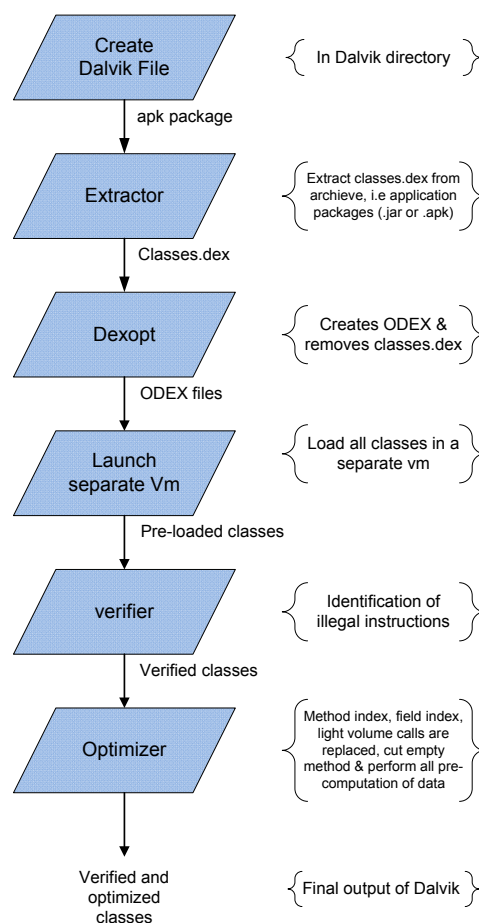 Create
Dalvik File
In Dalvik directory
apk package
Extractor
Extract classes.dex from
archieve, i.e application
packages (.jar or .apk)
Classes.dex
Dexopt
Creates ODEX &
removes classes.dex
ODEX files
Launch
separate Vm
Load all classes in a
separate vm
Pre-loaded classes
verifier
Identification of
illegal instructions
Verified classes
Optimizer
Method index, field index,
light volume calls are
replaced, cut empty
method & perform all pre-
computation of data
Verified and
optimized
classes
Final output of Dalvik